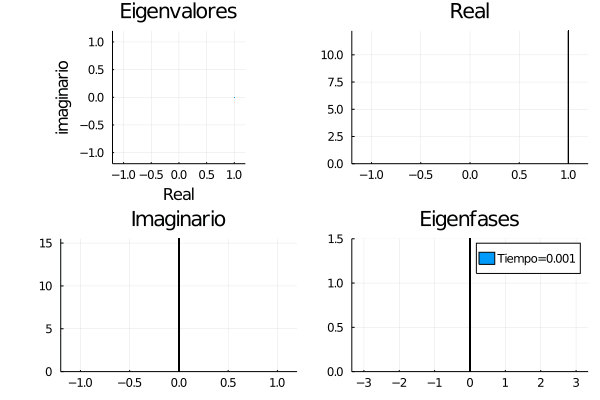 Eigenvalores
1.0
0.5
0.0
−0.5
−1.0
imaginario
−1.0 −0.5 0.0 0.5 1.0
Real
Real
10.0
7.5
5.0
2.5
0.0
−1.0 −0.5 0.0 0.5 1.0
Imaginario
15
10
5
0
−1.0 −0.5 0.0 0.5 1.0
Eigenfases
1.5
1.0
0.5
0.0
Tiempo=0.001
−3 −2 −1 0 1 2 3